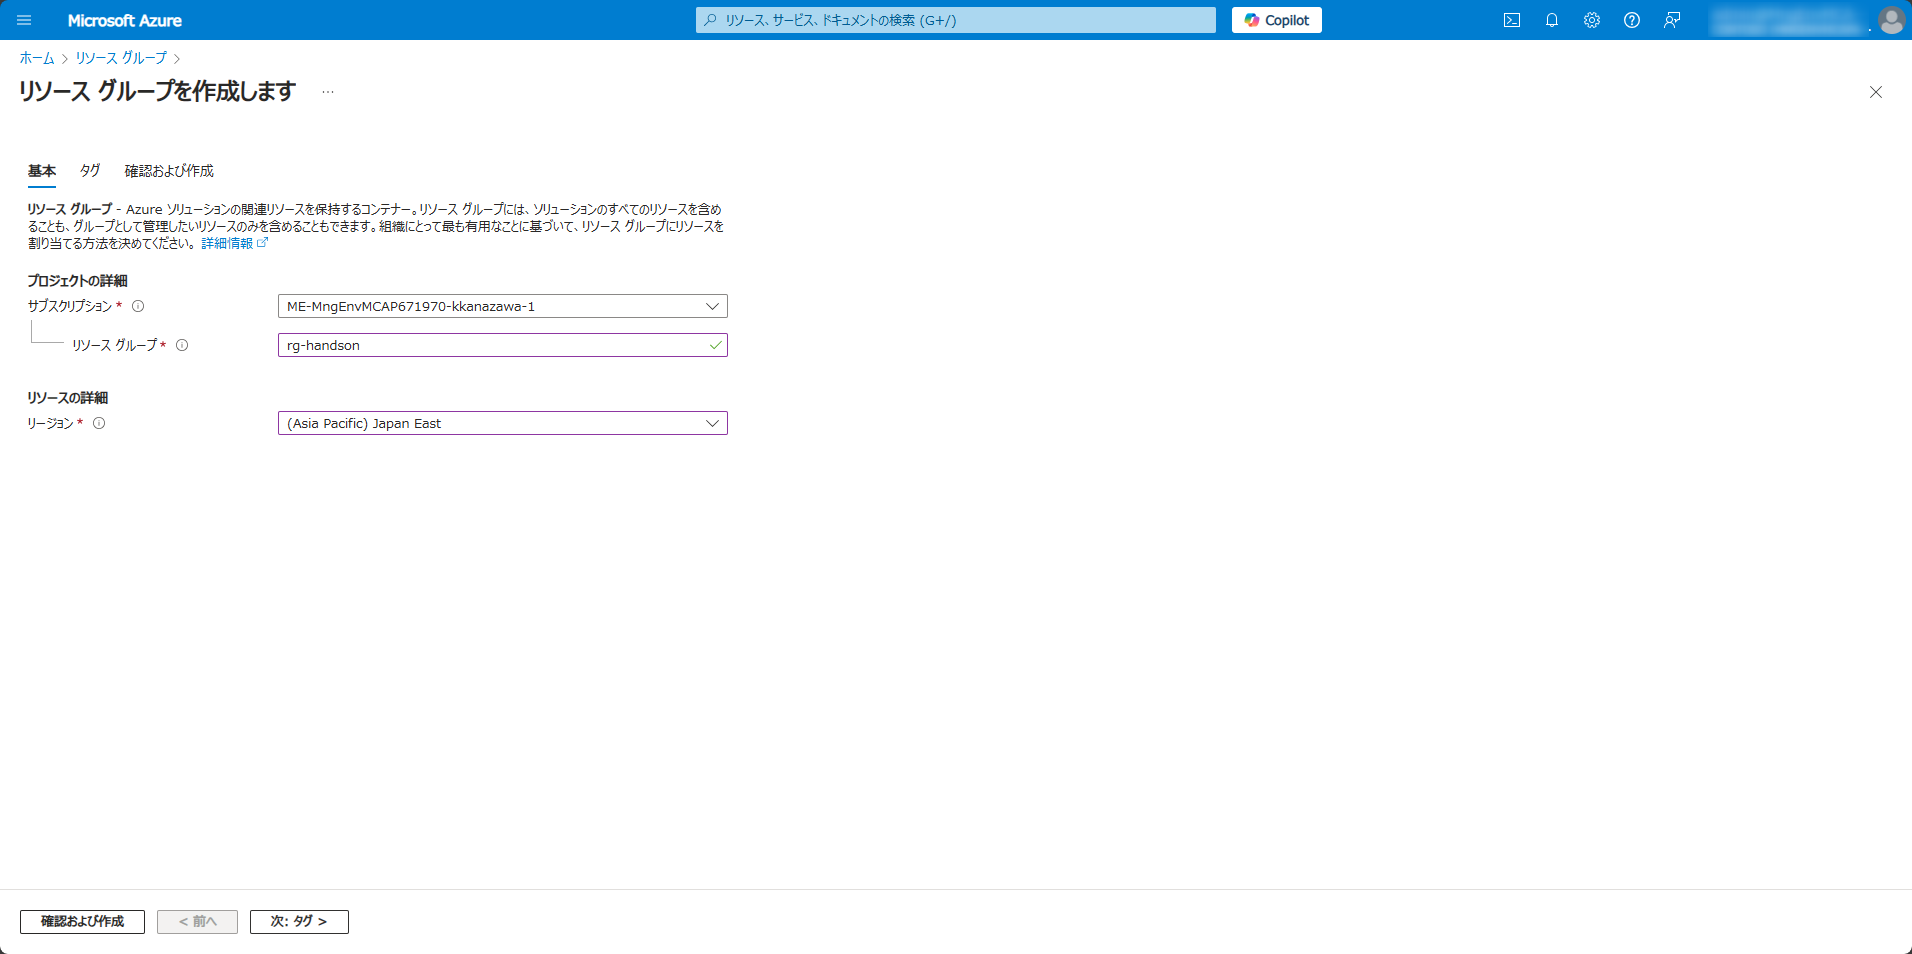 Microsoft Azure
リソース、サービス、ドキュメントの検索 (G+/)
Copilot
ホーム > リソース グループ >
リソース グループを作成します ...
基本 タグ 確認および作成
リソース グループ - Azure ソリューションの関連リソースを保持するコンテナー。リソース グループには、ソリューションのすべてのリソースを含め
ることも、グループとして管理したいリソースのみを含めることもできます。組織にとって最も有用なことに基づいて、リソース グループにリソースを
割り当てる方法を決めてください。 詳細情報
プロジェクトの詳細
サブスクリプション *
ME-MngEnvMCAP671970-kkanazawa-1
リソース グループ *
rg-handson
リソースの詳細
リージョン *
(Asia Pacific) Japan East
確認および作成
< 前へ
次: タグ >